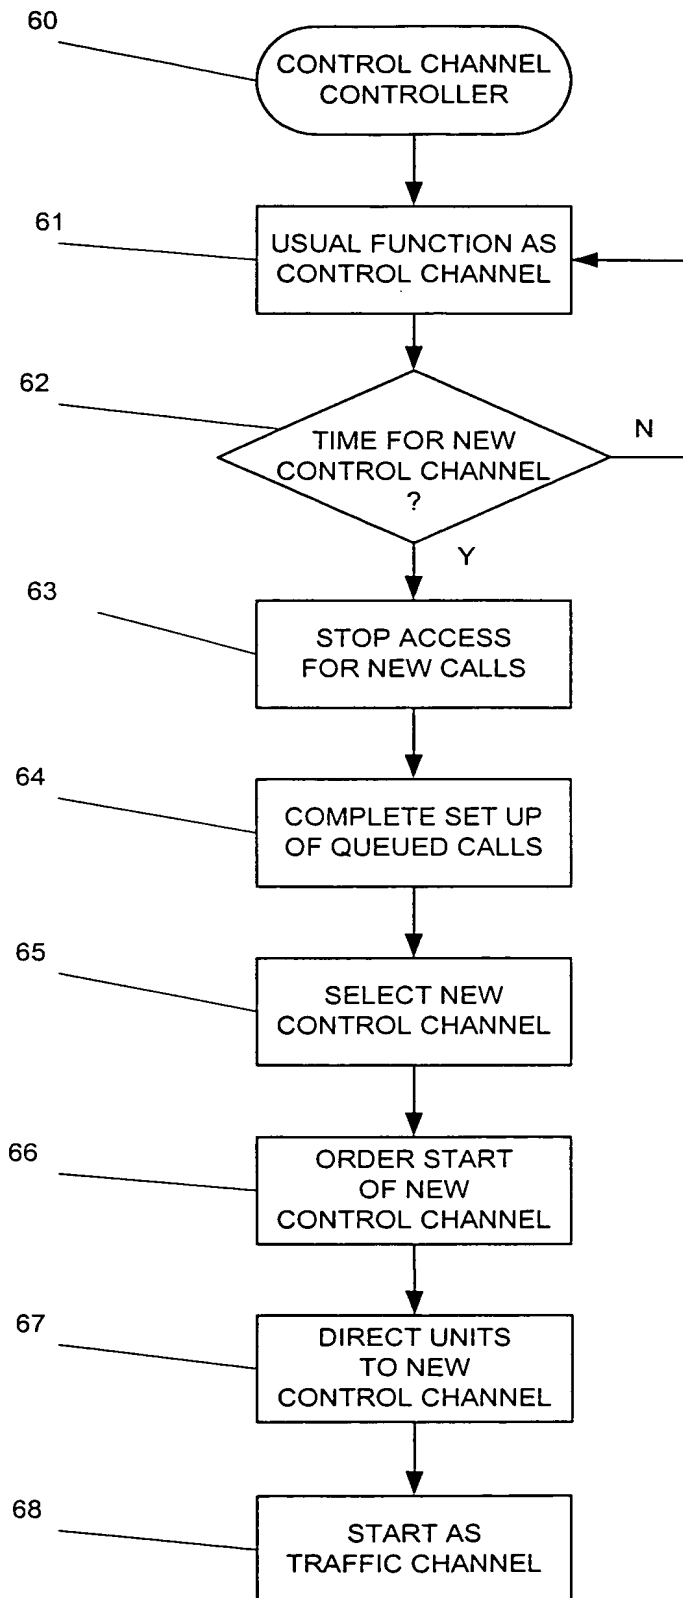 60
CONTROL CHANNEL
CONTROLLER
61
USUAL FUNCTION AS
CONTROL CHANNEL
62
TIME FOR NEW
CONTROL CHANNEL
?
N
Y
63
STOP ACCESS
FOR NEW CALLS
64
COMPLETE SET UP
OF QUEUED CALLS
65
SELECT NEW
CONTROL CHANNEL
66
ORDER START
OF NEW
CONTROL CHANNEL
67
DIRECT UNITS
TO NEW
CONTROL CHANNEL
68
START AS
TRAFFIC CHANNEL